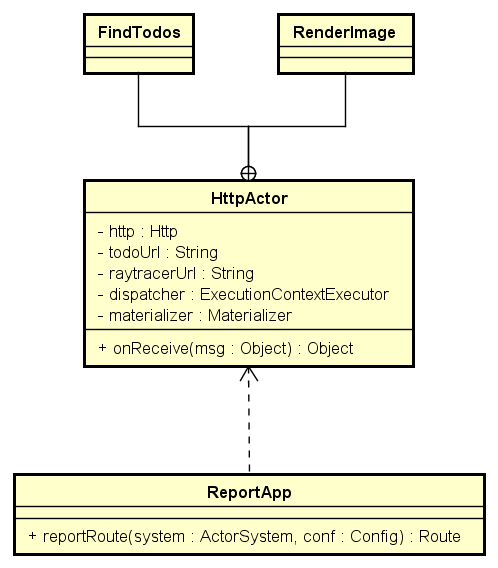 FindTodos
RenderImage
HttpActor
- http : Http
- todoUrl : String
- raytracerUrl : String
- dispatcher : ExecutionContextExecutor
- materializer : Materializer
+ onReceive(msg : Object) : Object
ReportApp
+ reportRoute(system : ActorSystem, conf : Config) : Route